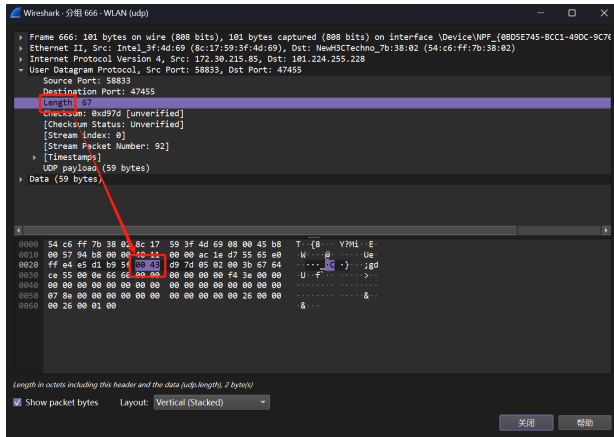 Wireshark · 分组 666 · WLAN (udp)
Frame 666: 101 bytes on wire (808 bits), 101 bytes captured (808 bits) on interface \Device\NPF_{0BD5E745-BCC1-49DC-9C76
Ethernet II, Src: Intel_3f:4d:69 (8c:17:59:3f:4d:69), Dst: NewH3CTechno_7b:38:02 (54:c6:ff:7b:38:02)
Internet Protocol Version 4, Src: 172.30.215.85, Dst: 101.224.255.228
User Datagram Protocol, Src Port: 58833, Dst Port: 47455
Source Port: 58833
Destination Port: 47455
Length: 67
Checksum: 0xd97d [unverified]
[Checksum Status: Unverified]
[Stream index: 0]
[Stream Packet Number: 92]
[Timestamps]
UDP payload (59 bytes)
Data (59 bytes)
0000 54 c6 ff 7b 38 02 8c 17 59 3f 4d 69 08 00 45 b8 T··{8··· Y?Mi··E·
0010 00 57 94 b8 00 00 40 11 00 00 ac 1e d7 55 65 e0 ·W····@· ·····Ue·
0020 ff e4 e5 d1 b9 5f 00 43 d9 7d 05 02 00 3b 67 64 ·····_·C ·}···;gd
0030 ce 55 00 0e 66 60 00 00 00 00 00 00 f4 3e 00 00 ·U··f`·· ·····>··
0040 00 00 00 00 00 00 00 00 00 00 00 00 00 00 00 00 ········ ········
0050 07 8e 00 00 00 00 00 00 00 00 00 00 00 26 00 00 ········ ·····&··
0060 00 26 00 01 00 ·&···
Length in octets including this header and the data (udp.length), 2 byte(s)
Show packet bytes Layout: Vertical (Stacked)
关闭 帮助